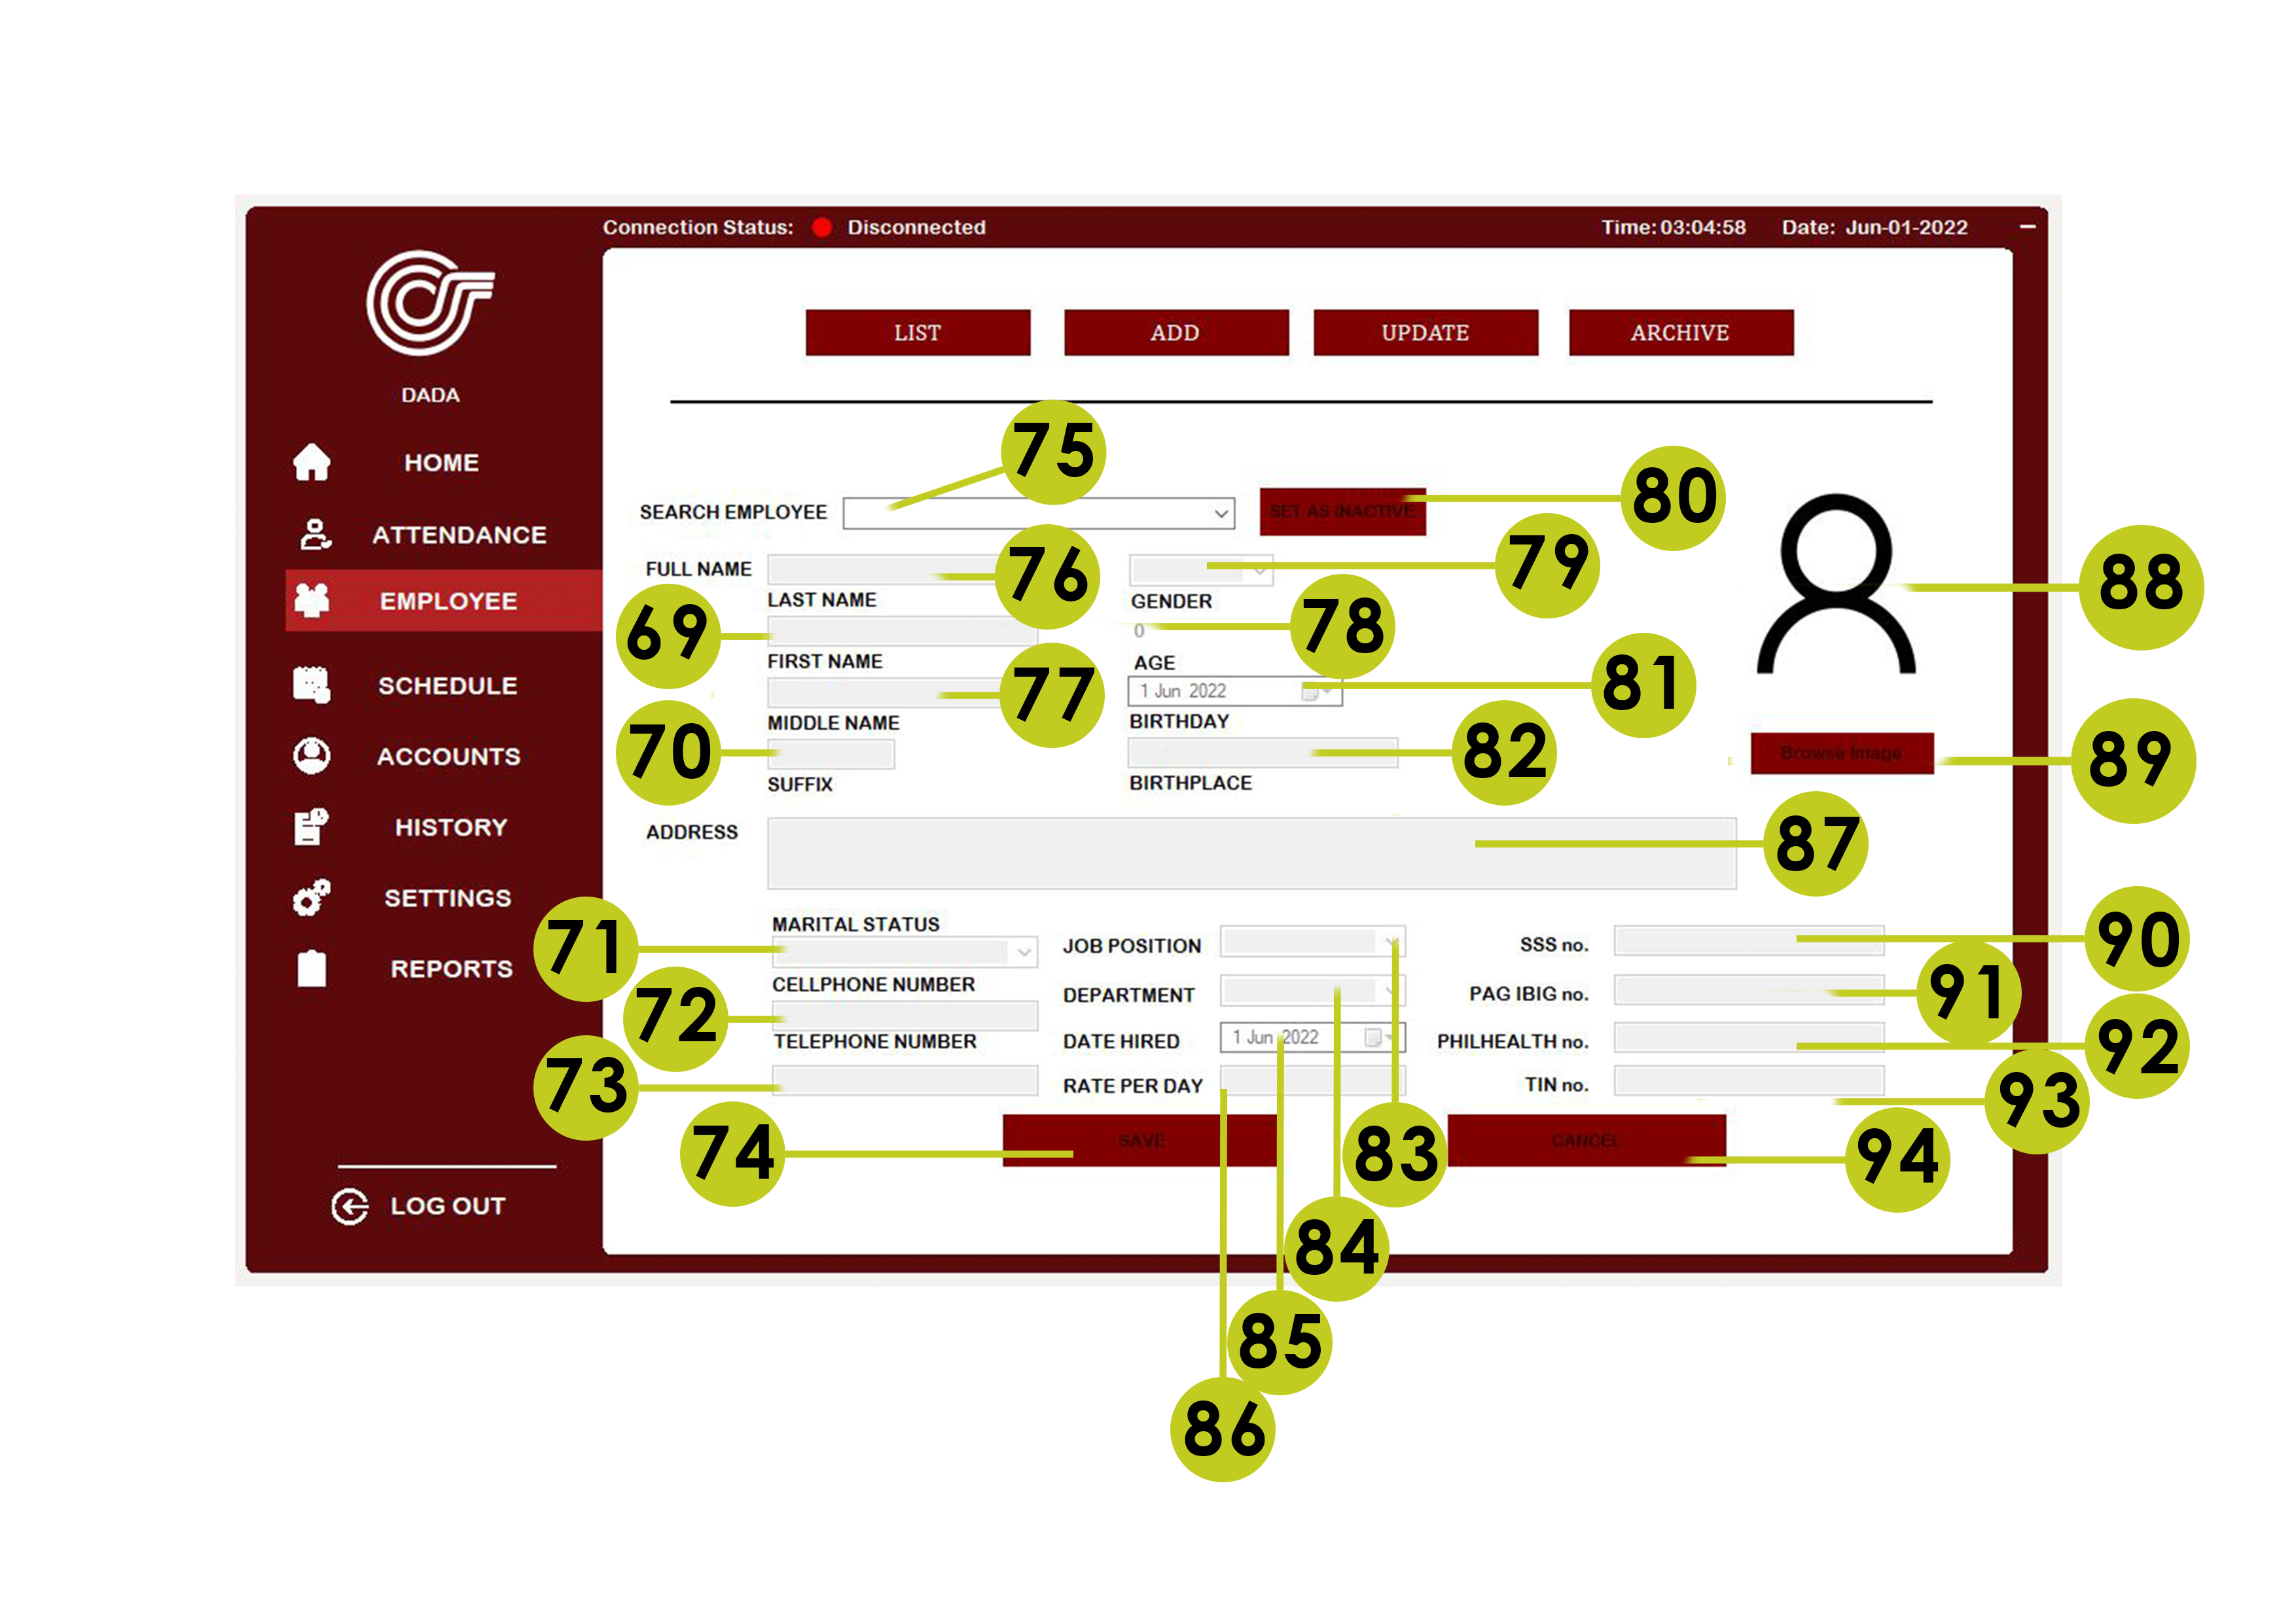 Connection Status: Disconnected
Time: 03:04:58 Date: Jun-01-2022
DADA
HOME
ATTENDANCE
EMPLOYEE
SCHEDULE
ACCOUNTS
HISTORY
SETTINGS
REPORTS
LOG OUT
LIST ADD UPDATE ARCHIVE
75
SEARCH EMPLOYEE SET AS INACTIVE 80
FULL NAME 76 79
LAST NAME GENDER
88
69 0 78
FIRST NAME AGE
77 1 Jun 2022 81
MIDDLE NAME BIRTHDAY
70 82 Browse Image 89
SUFFIX BIRTHPLACE
ADDRESS 87
MARITAL STATUS
71 JOB POSITION SSS no. 90
CELLPHONE NUMBER DEPARTMENT PAG IBIG no. 91
72
TELEPHONE NUMBER DATE HIRED 1 Jun 2022 PHILHEALTH no. 92
73 RATE PER DAY TIN no. 93
74 SAVE 83 CANCEL 94
84
85
86